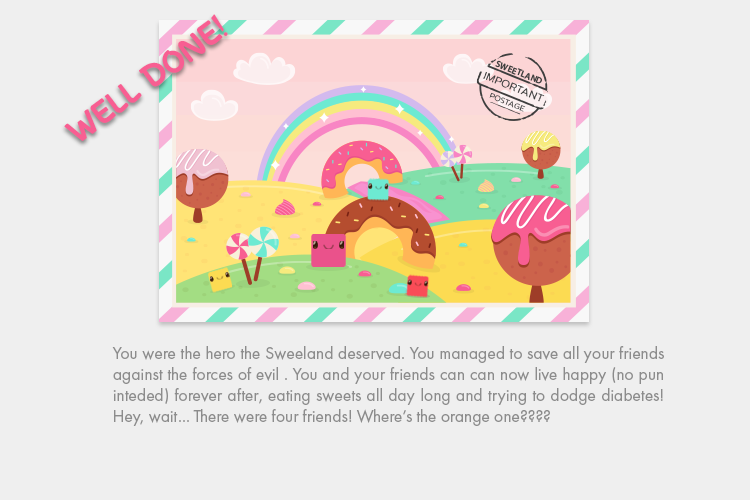 WELL DONE!
SWEETLAND
IMPORTANT
POSTAGE
You were the hero the Sweeland deserved. You managed to save all your friends
against the forces of evil . You and your friends can can now live happy (no pun
inteded) forever after, eating sweets all day long and trying to dodge diabetes!
Hey, wait... There were four friends! Where's the orange one????